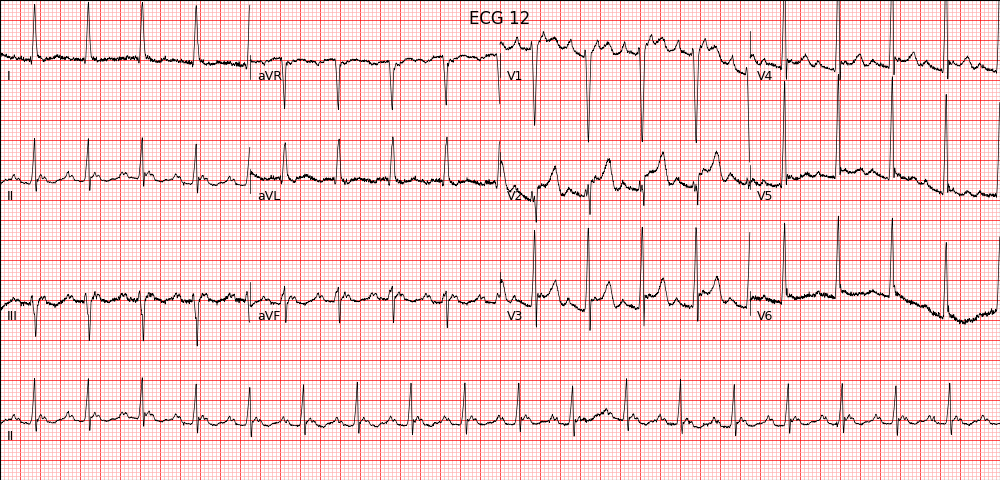 ECG 12
I aVR V1 V4
II aVL V2 V5
III aVF V3 V6
II